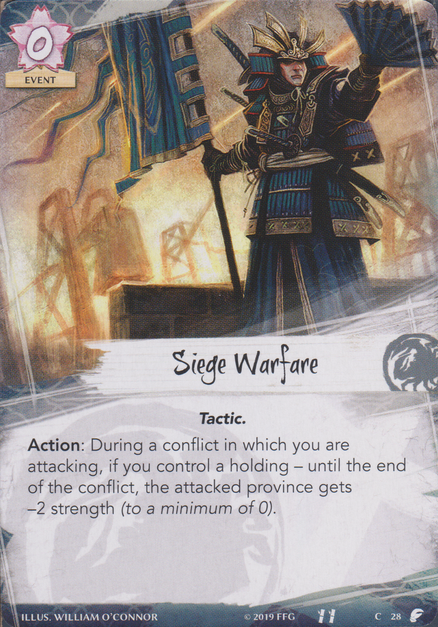 0
EVENT
Siege Warfare
Tactic.
Action: During a conflict in which you are
attacking, if you control a holding – until the end
of the conflict, the attacked province gets
–2 strength (to a minimum of 0).
ILLUS. WILLIAM O'CONNOR © 2019 FFG C 28